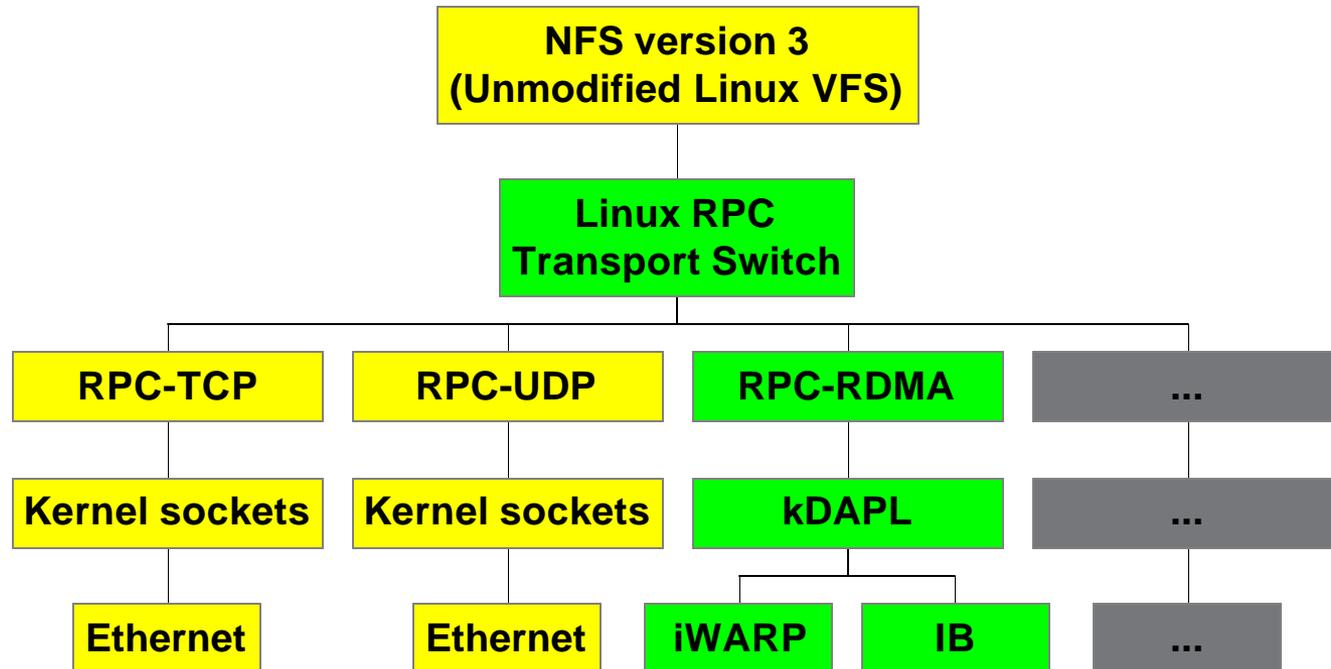 NFS version 3
(Unmodified Linux VFS)
Linux RPC
Transport Switch
RPC-TCP
RPC-UDP
RPC-RDMA
...
Kernel sockets
Kernel sockets
kDAPL
...
Ethernet
Ethernet
iWARP
IB
...